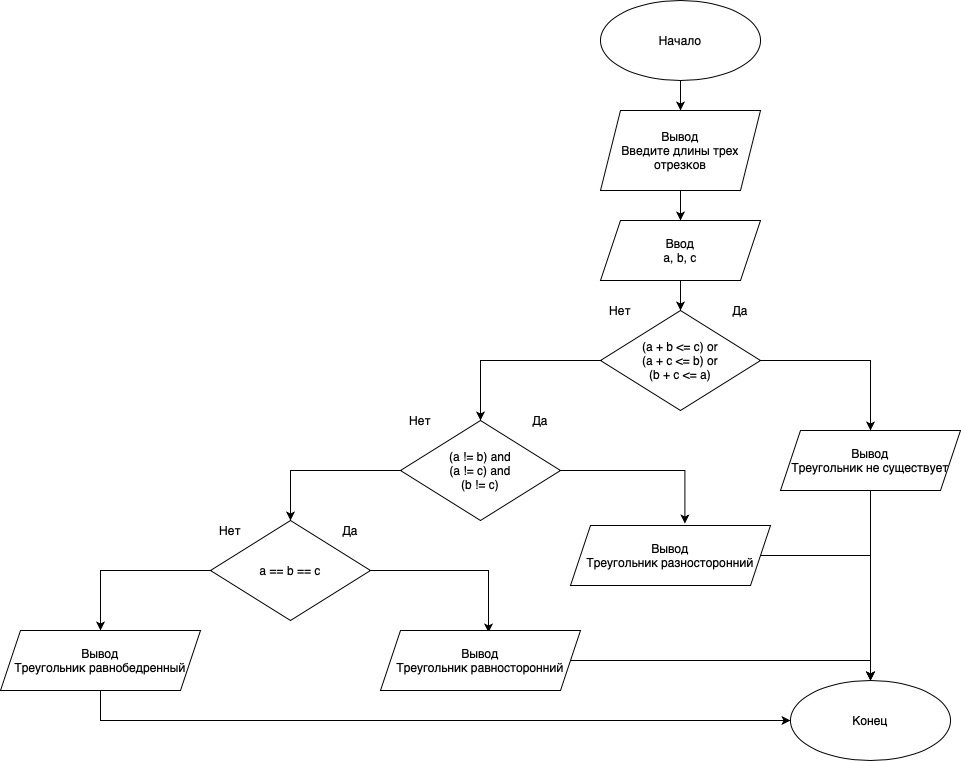 Начало
Вывод
Введите длины трех
отрезков
Ввод
a, b, c
Нет
Да
(a + b <= c) or
(a + c <= b) or
(b + c <= a)
Нет
Да
(a != b) and
(a != c) and
(b != c)
Вывод
Треугольник не существует
Нет
Да
a == b == c
Вывод
Треугольник разносторонний
Вывод
Треугольник равнобедренный
Вывод
Треугольник равносторонний
Конец